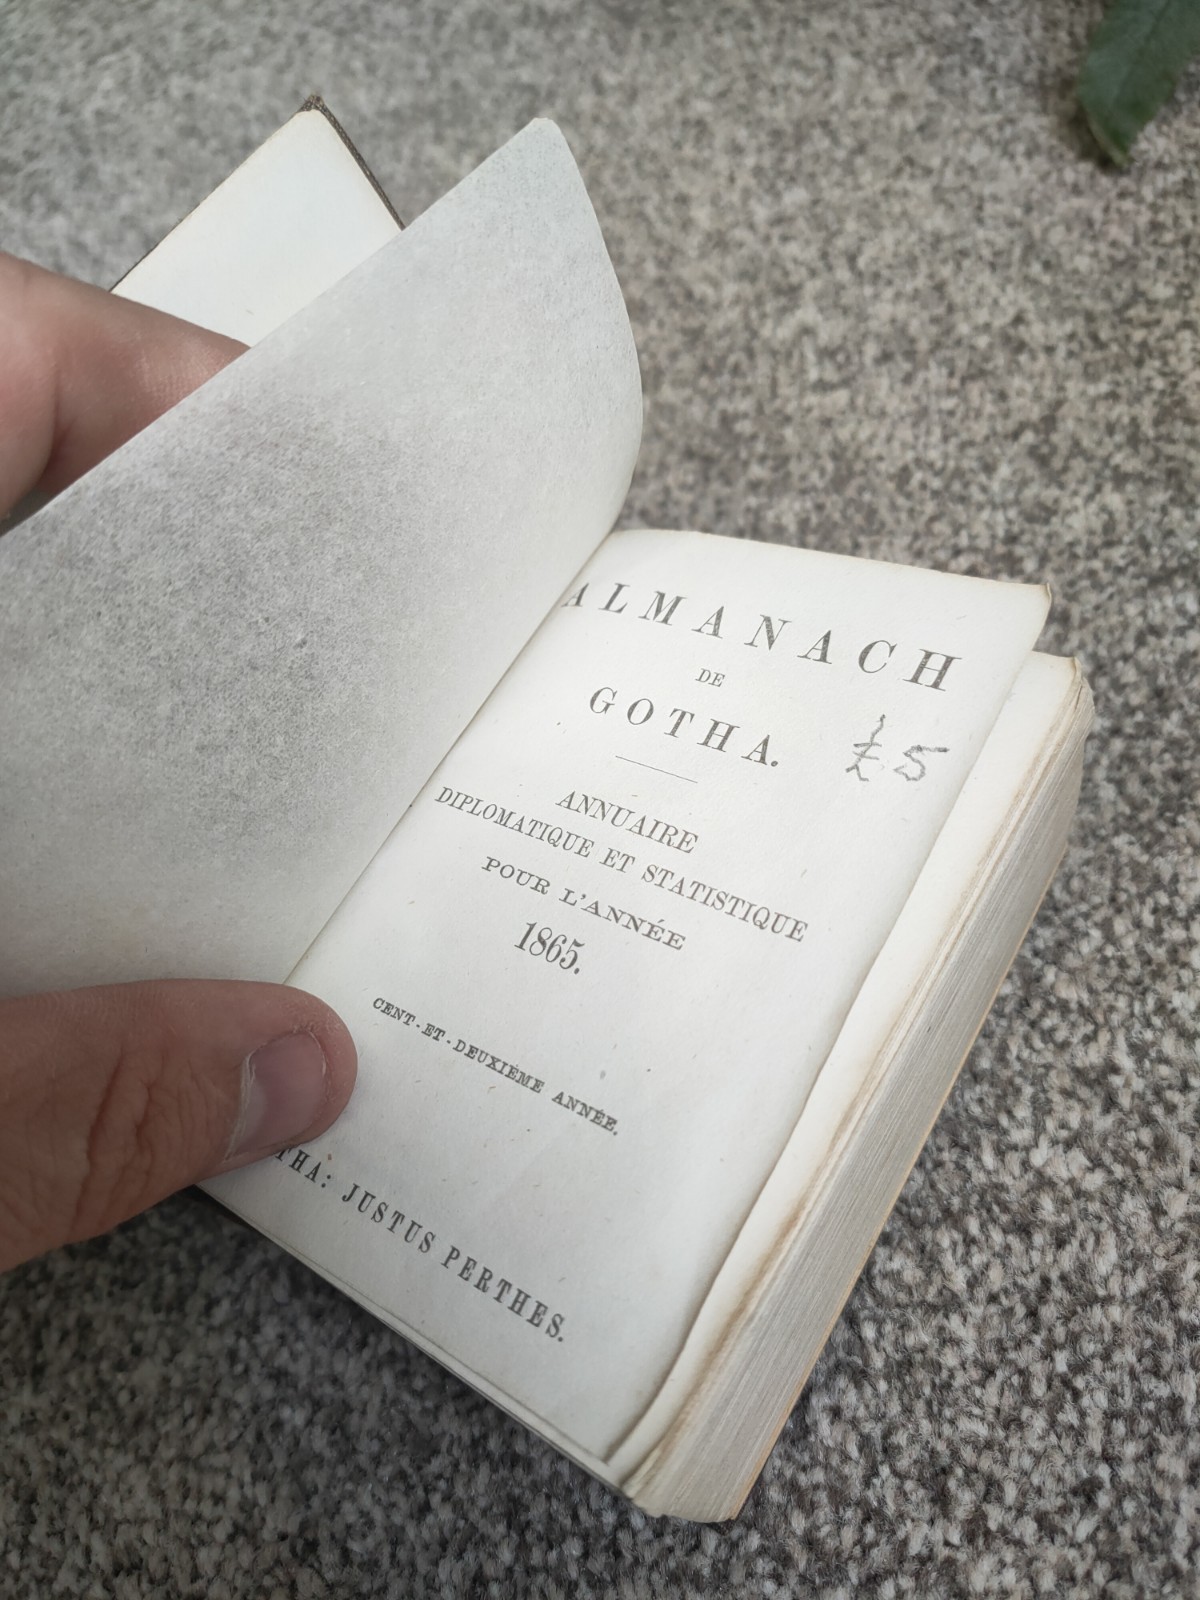 ALMANACH
DE
GOTHA.
£5
ANNUAIRE
DIPLOMATIQUE ET STATISTIQUE
POUR L'ANNÉE
1865.
CENT-ET-DEUXIÈME ANNÉE.
JUSTUS PERTHES.